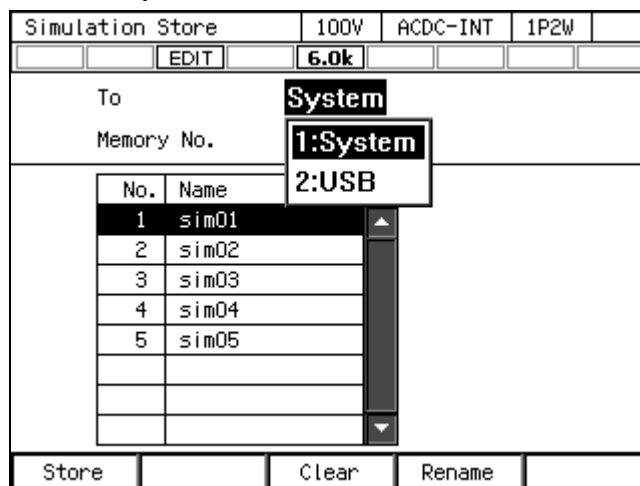 Simulation Store 100V ACDC-INT 1P2W
EDIT 6.0k
To System
1:System
Memory No.
2:USB
No. Name
1 sim01
2 sim02
3 sim03
4 sim04
5 sim05
Store Clear Rename